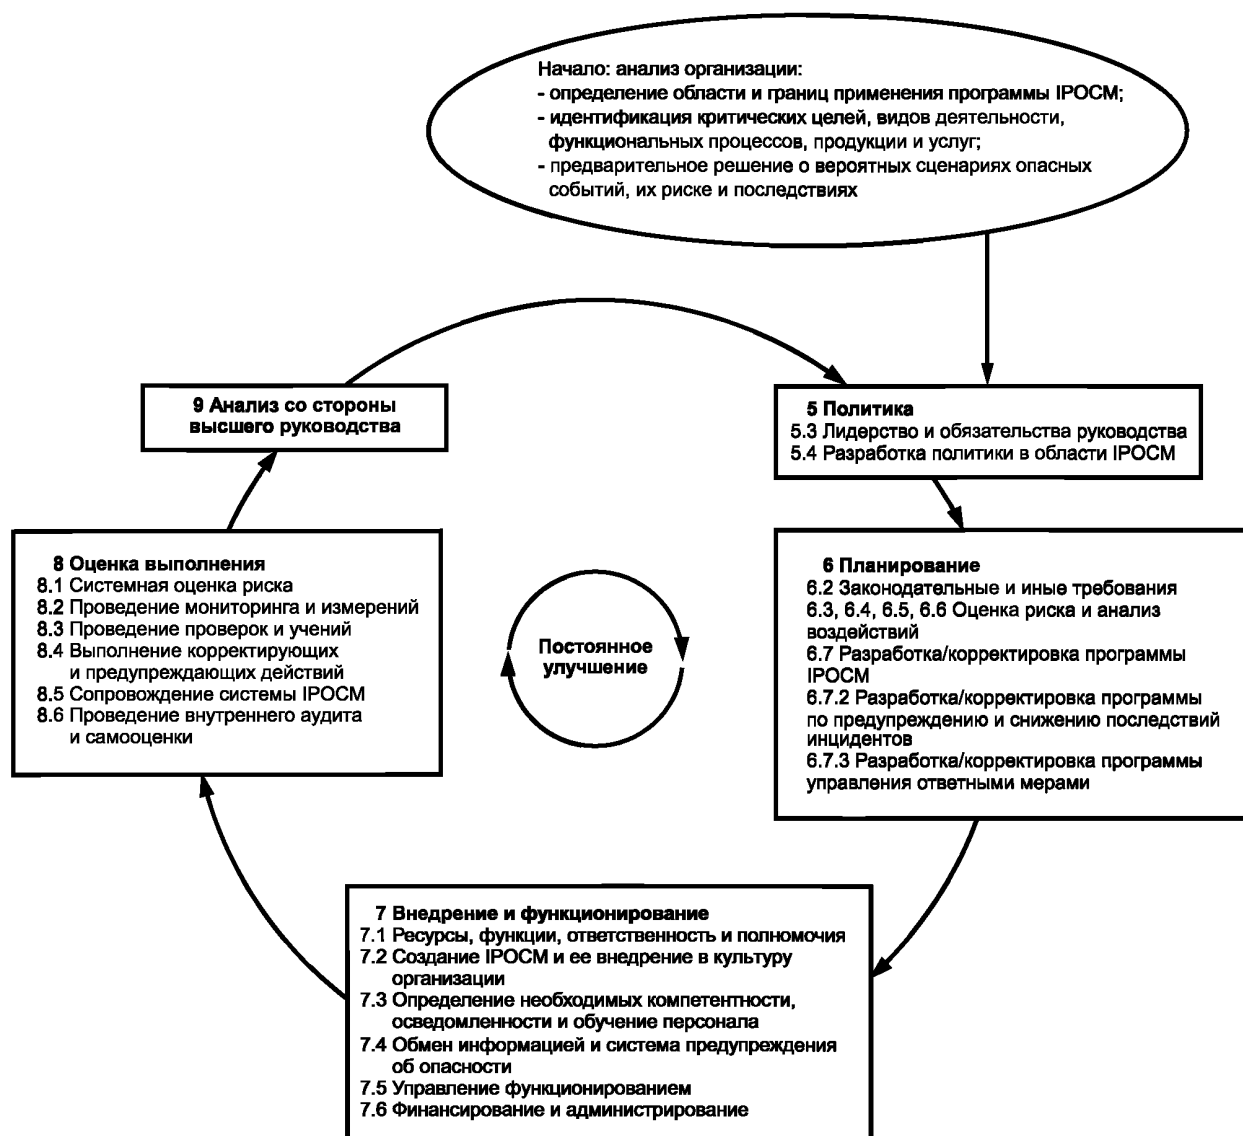 Начало: анализ организации:
- определение области и границ применения программы IPOCM;
- идентификация критических целей, видов деятельности,
функциональных процессов, продукции и услуг;
- предварительное решение о вероятных сценариях опасных
событий, их риске и последствиях
9 Анализ со стороны
высшего руководства
5 Политика
5.3 Лидерство и обязательства руководства
5.4 Разработка политики в области IPOCM
8 Оценка выполнения
8.1 Системная оценка риска
8.2 Проведение мониторинга и измерений
8.3 Проведение проверок и учений
8.4 Выполнение корректирующих
и предупреждающих действий
8.5 Сопровождение системы IPOCM
8.6 Проведение внутреннего аудита
и самооценки
Постоянное
улучшение
6 Планирование
6.2 Законодательные и иные требования
6.3, 6.4, 6.5, 6.6 Оценка риска и анализ
воздействий
6.7 Разработка/корректировка программы
IPOCM
6.7.2 Разработка/корректировка программы
по предупреждению и снижению последствий
инцидентов
6.7.3 Разработка/корректировка программы
управления ответными мерами
7 Внедрение и функционирование
7.1 Ресурсы, функции, ответственность и полномочия
7.2 Создание IPOCM и ее внедрение в культуру
организации
7.3 Определение необходимых компетентности,
осведомленности и обучение персонала
7.4 Обмен информацией и система предупреждения
об опасности
7.5 Управление функционированием
7.6 Финансирование и администрирование